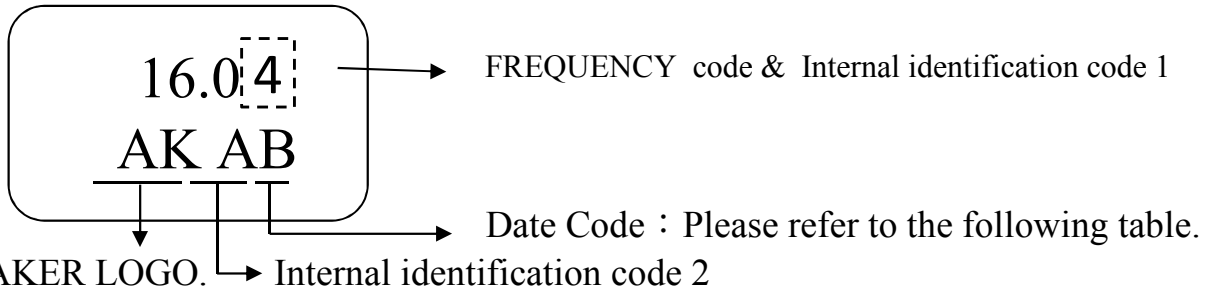 16.04
FREQUENCY code & Internal identification code 1
AK AB
Date Code：Please refer to the following table.
AKER LOGO.
Internal identification code 2